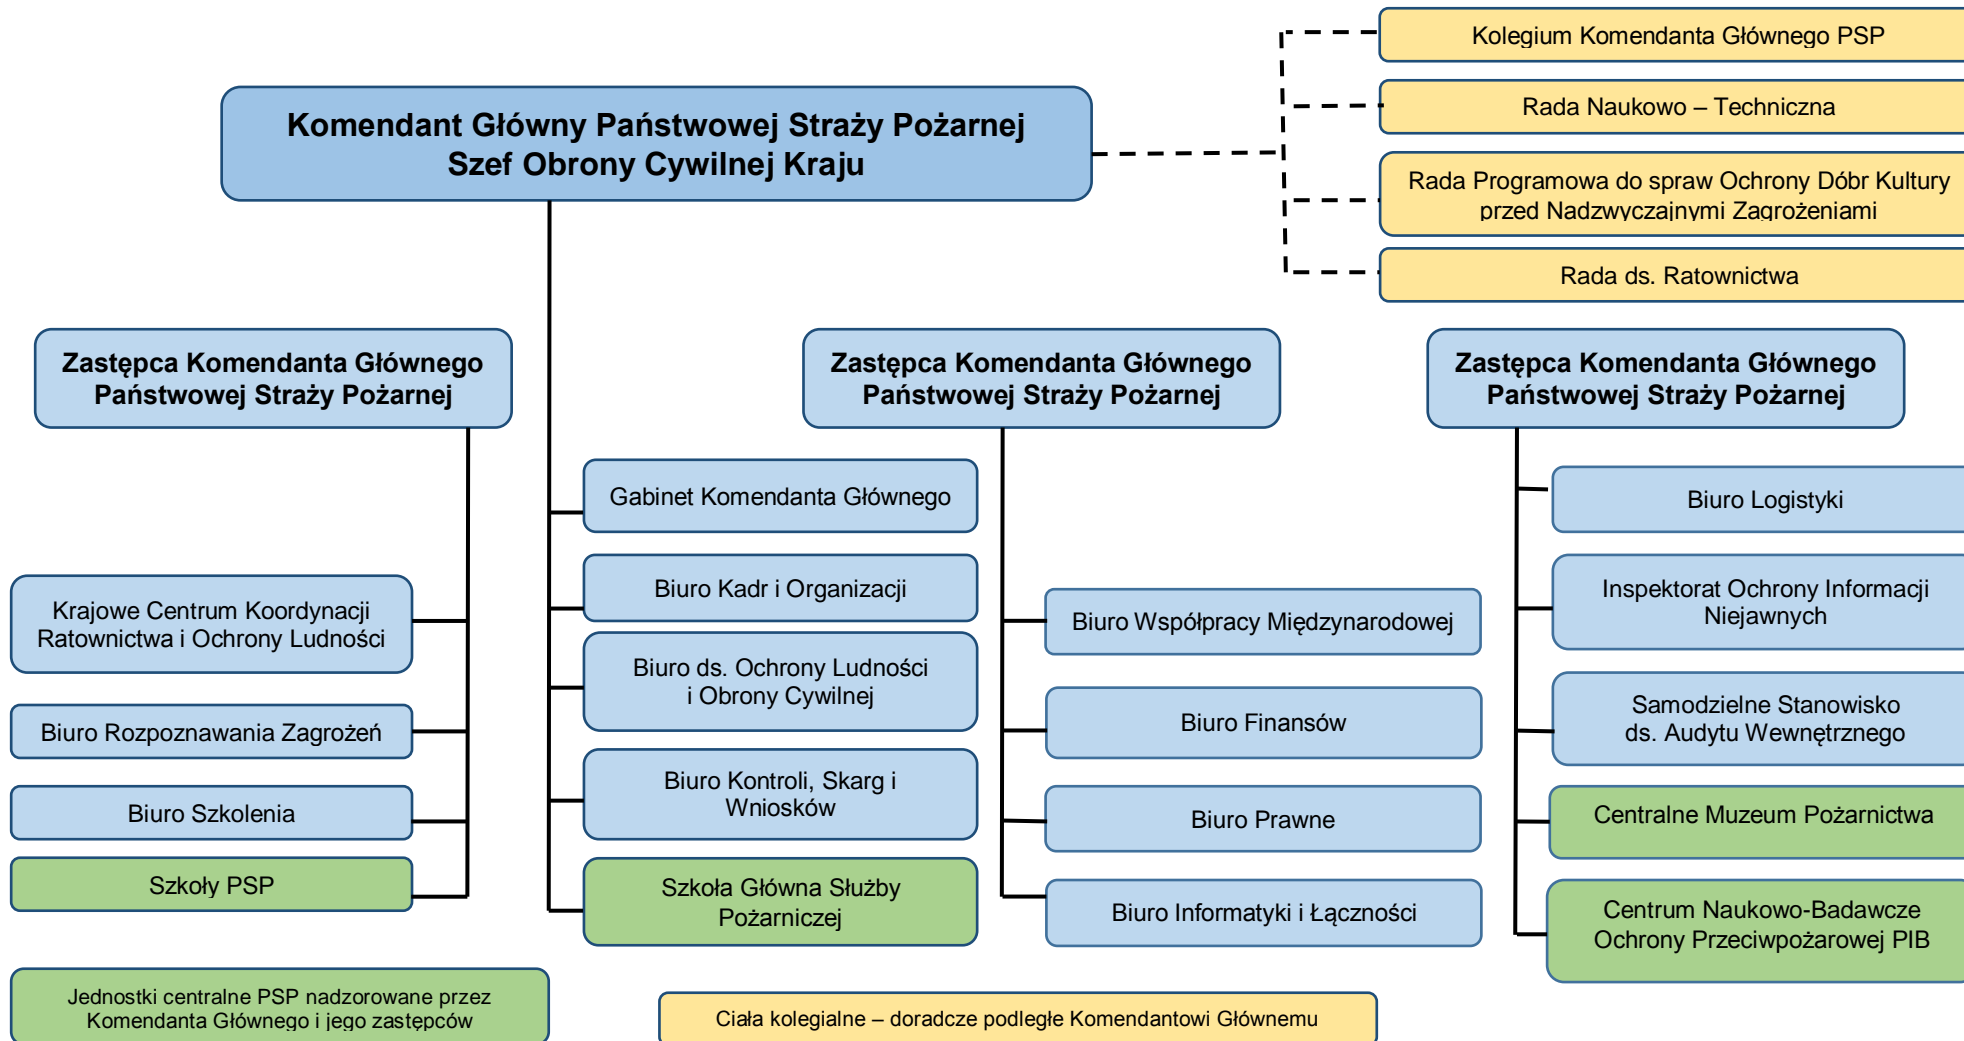 Kolegium Komendanta Głównego PSP
Rada Naukowo – Techniczna
Rada Programowa do spraw Ochrony Dóbr Kultury
przed Nadzwyczajnymi Zagrożeniami
Rada ds. Ratownictwa
Komendant Główny Państwowej Straży Pożarnej
Szef Obrony Cywilnej Kraju
Zastępca Komendanta Głównego
Państwowej Straży Pożarnej
Krajowe Centrum Koordynacji
Ratownictwa i Ochrony Ludności
Biuro Rozpoznawania Zagrożeń
Biuro Szkolenia
Szkoły PSP
Gabinet Komendanta Głównego
Biuro Kadr i Organizacji
Biuro ds. Ochrony Ludności
i Obrony Cywilnej
Biuro Kontroli, Skarg i
Wniosków
Szkoła Główna Służby
Pożarniczej
Zastępca Komendanta Głównego
Państwowej Straży Pożarnej
Biuro Współpracy Międzynarodowej
Biuro Finansów
Biuro Prawne
Biuro Informatyki i Łączności
Zastępca Komendanta Głównego
Państwowej Straży Pożarnej
Biuro Logistyki
Inspektorat Ochrony Informacji
Niejawnych
Samodzielne Stanowisko
ds. Audytu Wewnętrznego
Centralne Muzeum Pożarnictwa
Centrum Naukowo-Badawcze
Ochrony Przeciwpożarowej PIB
Jednostki centralne PSP nadzorowane przez
Komendanta Głównego i jego zastępców
Ciała kolegialne – doradcze podległe Komendantowi Głównemu